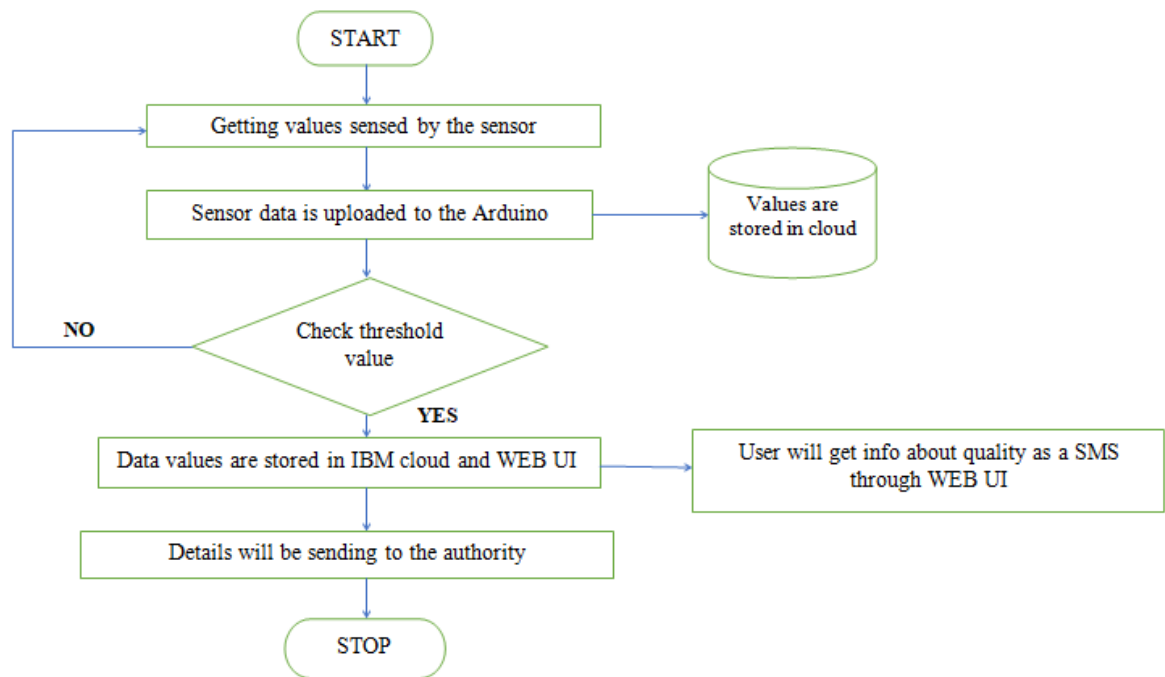 START
Getting values sensed by the sensor
Sensor data is uploaded to the Arduino
Values are
stored in cloud
Check threshold
value
NO
YES
Data values are stored in IBM cloud and WEB UI
User will get info about quality as a SMS
through WEB UI
Details will be sending to the authority
STOP